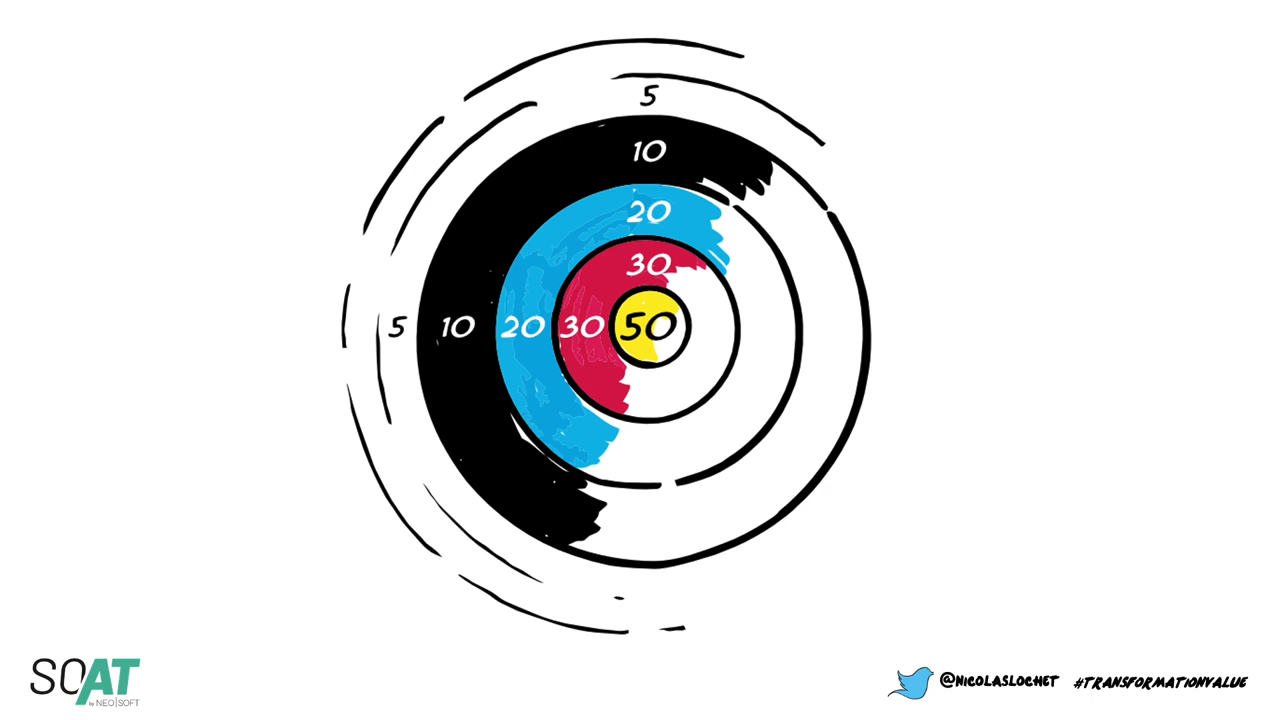 5
10
20
30
5 10 20 30 50
SOAT
by NEO|SOFT
@NICOLASLOCHET #TRANSFORMATIONVALUE